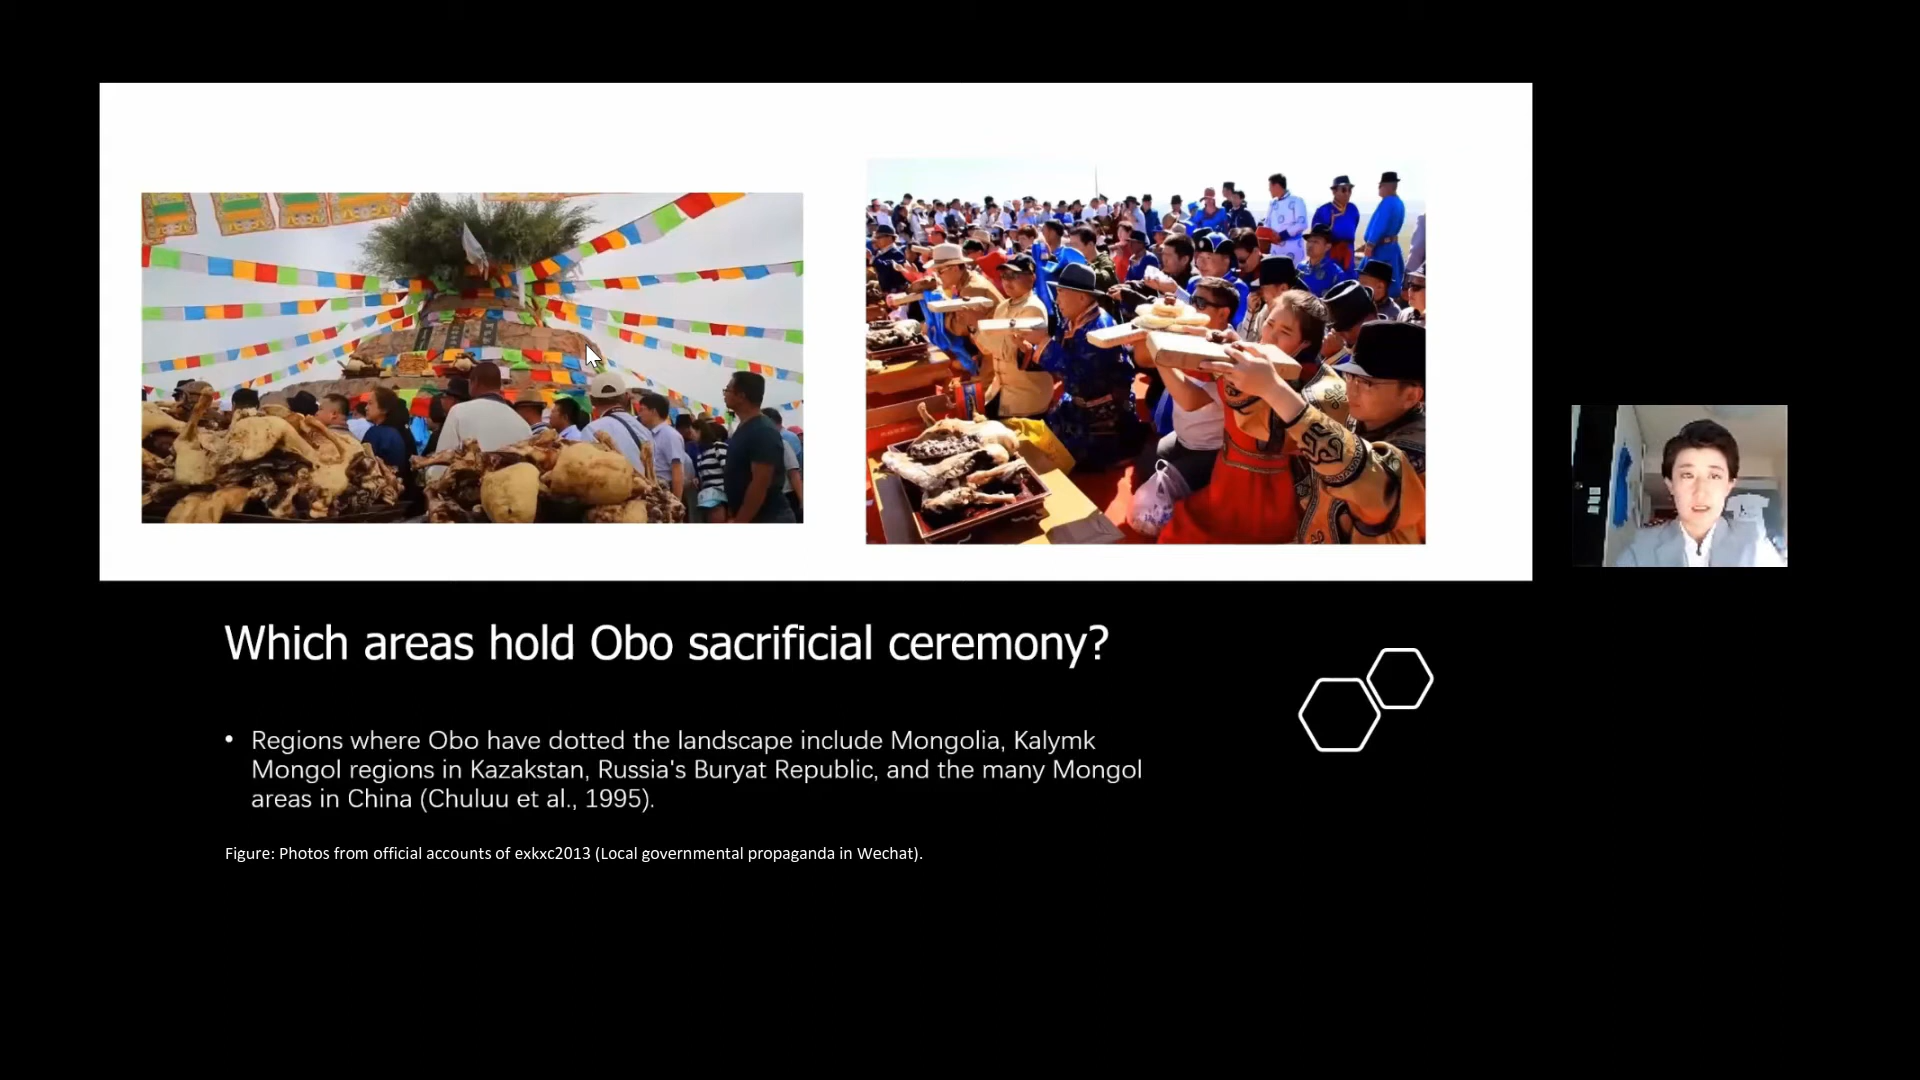 Which areas hold Obo sacrificial ceremony?
• Regions where Obo have dotted the landscape include Mongolia, Kalymk
Mongol regions in Kazakstan, Russia's Buryat Republic, and the many Mongol
areas in China (Chuluu et al., 1995).
Figure: Photos from official accounts of exkxc2013 (Local governmental propaganda in Wechat).